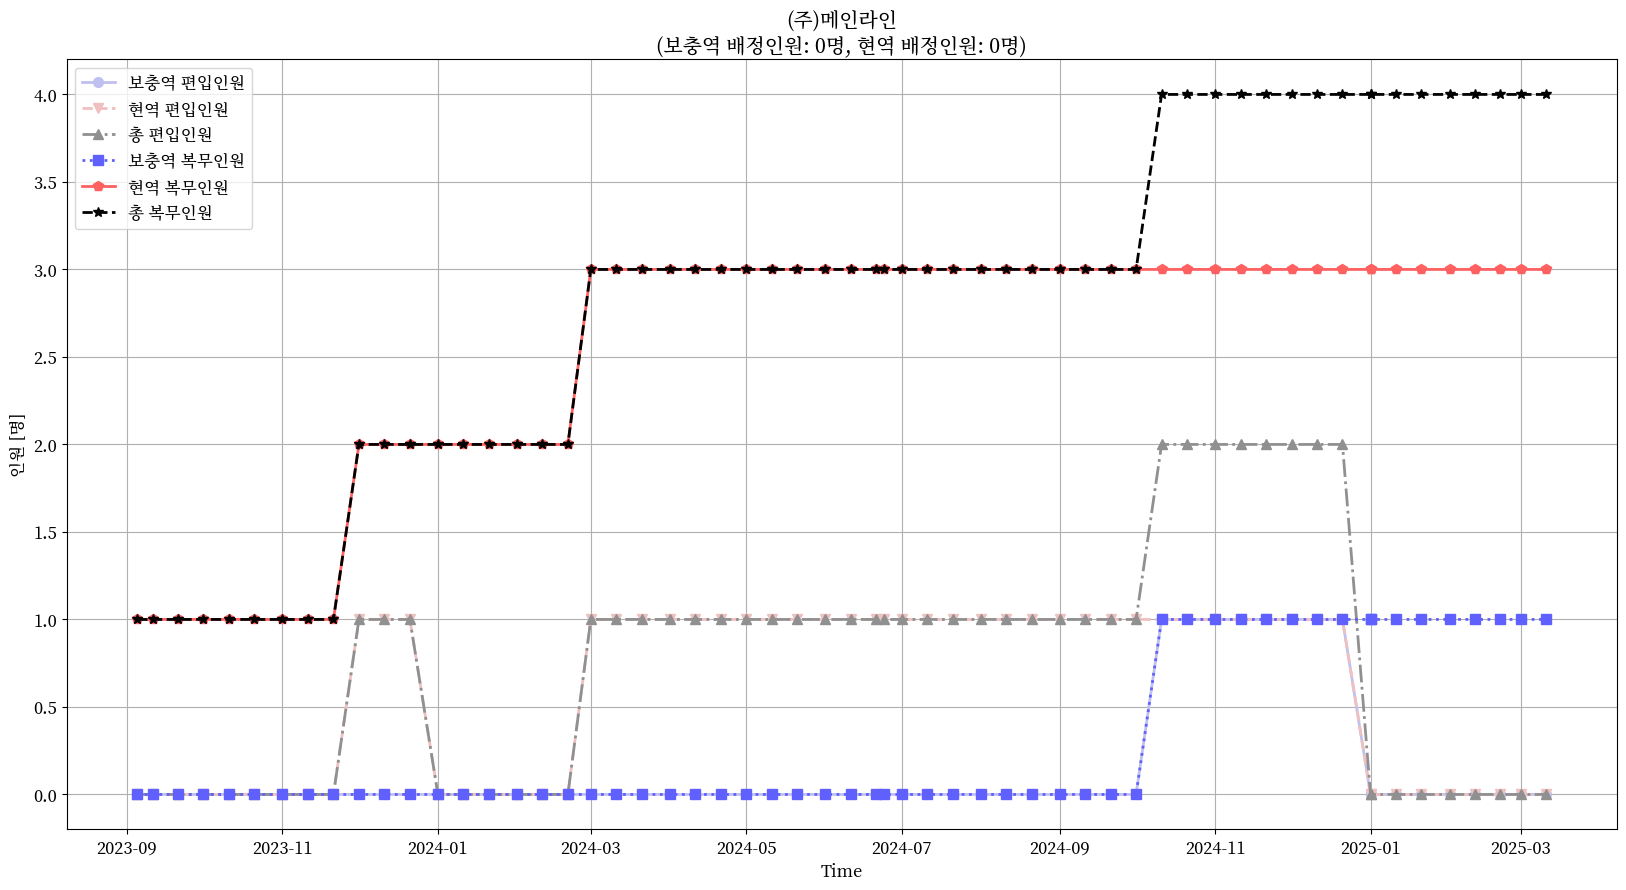 (주)메인라인
(보충역 배정인원: 0명, 현역 배정인원: 0명)
보충역 편입인원
현역 편입인원
총 편입인원
보충역 복무인원
현역 복무인원
총 복무인원
4.0
3.5
3.0
2.5
2.0
1.5
1.0
0.5
0.0
인원 [명]
2023-09
2023-11
2024-01
2024-03
2024-05
2024-07
2024-09
2024-11
2025-01
2025-03
Time